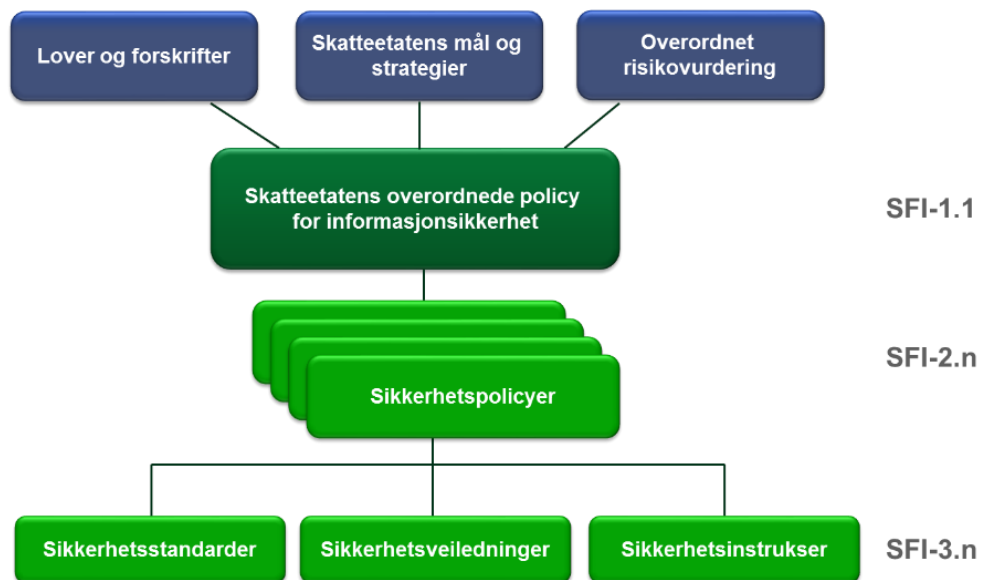 Lover og forskrifter
Skatteetatens mål og
strategier
Overordnet
risikovurdering
Skatteetatens overordnede policy
for informasjonsikkerhet
SFI-1.1
Sikkerhetspolicyer
SFI-2.n
Sikkerhetsstandarder
Sikkerhetsveiledninger
Sikkerhetsinstrukser
SFI-3.n